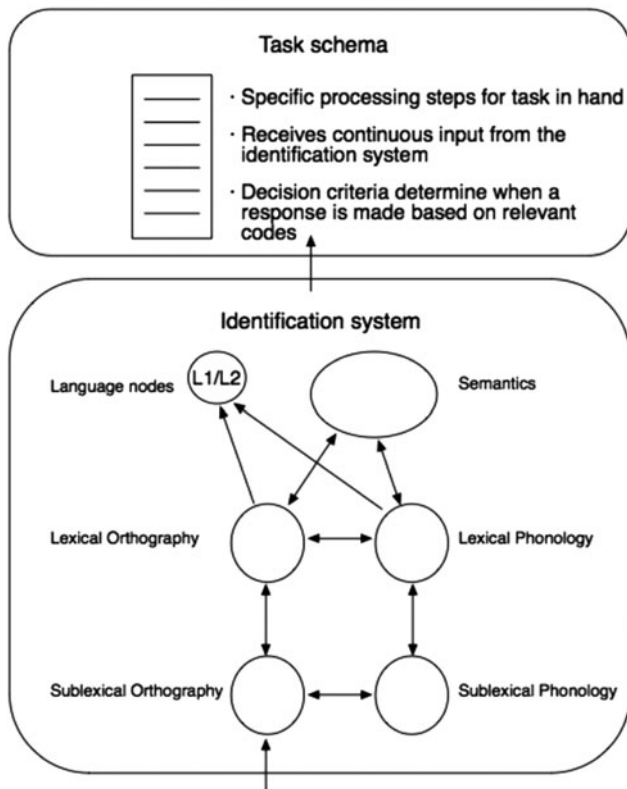 Task schema
· Specific processing steps for task in hand
· Receives continuous input from the
identification system
· Decision criteria determine when a
response is made based on relevant
codes
Identification system
Language nodes
L1/L2
Semantics
Lexical Orthography
Lexical Phonology
Sublexical Orthography
Sublexical Phonology